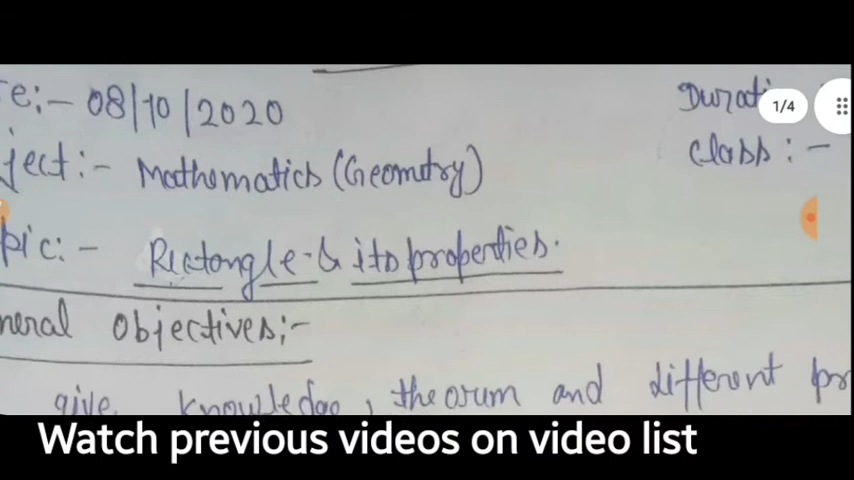 e:- 08/10/2020
Durati
1/4
ject:- Mathematics (Geometry)
Class:-
pic:- Rectangle & its properties.
neral Objectives:-
give knowledge, theorum and different pr
Watch previous videos on video list